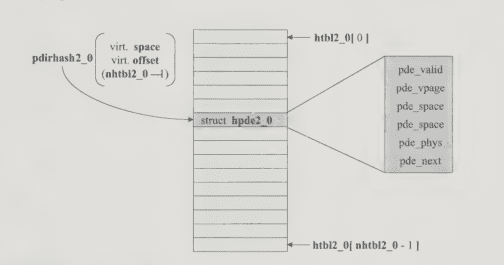 htbl2_0[ 0 ]
pdirhash2_0
virt. space
virt. offset
(nhtbl2_0 —1)
struct hpde2_0
pde_valid
pde_vpage
pde_space
pde_space
pde_phys
pde_next
htbl2_0[ nhtbl2_0 - 1 ]